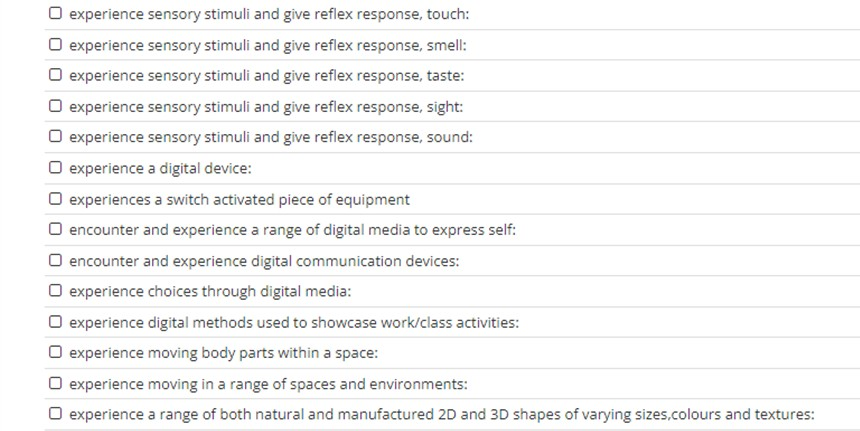 experience sensory stimuli and give reflex response, touch:
experience sensory stimuli and give reflex response, smell:
experience sensory stimuli and give reflex response, taste:
experience sensory stimuli and give reflex response, sight:
experience sensory stimuli and give reflex response, sound:
experience a digital device:
experiences a switch activated piece of equipment
encounter and experience a range of digital media to express self:
encounter and experience digital communication devices:
experience choices through digital media:
experience digital methods used to showcase work/class activities:
experience moving body parts within a space:
experience moving in a range of spaces and environments:
experience a range of both natural and manufactured 2D and 3D shapes of varying sizes,colours and textures: